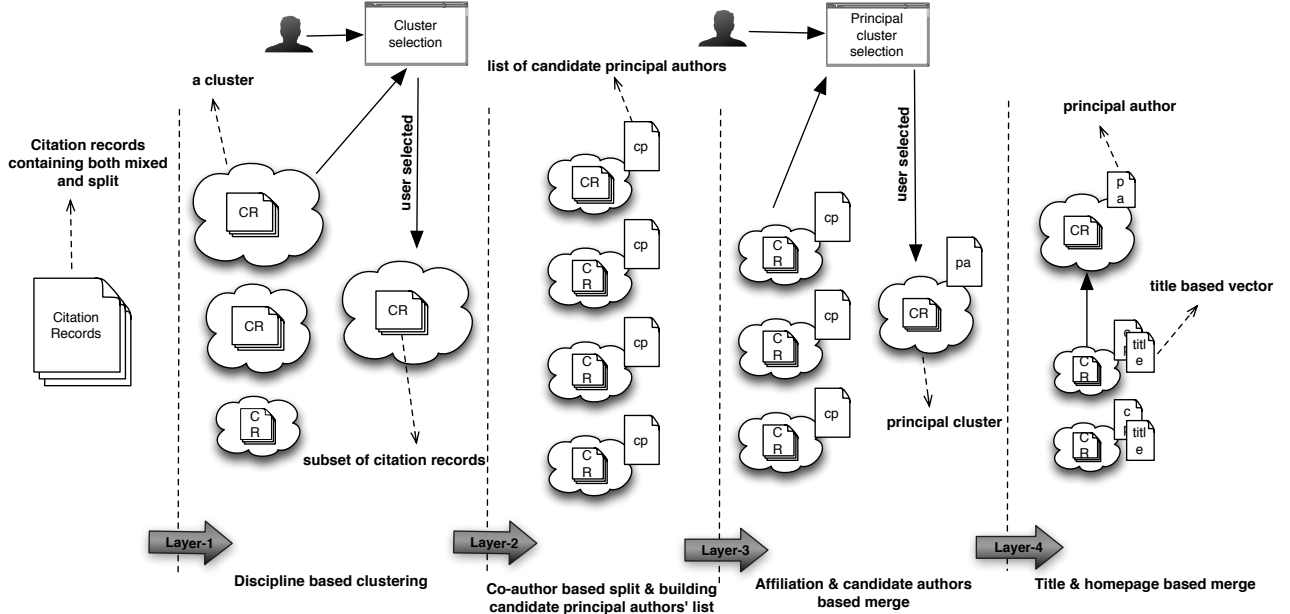 Cluster
selection
Principal
cluster
selection
a cluster
list of candidate principal authors
principal author
Citation records
containing both mixed
and split
user selected
user selected
cp
CR
CR
p
a
CR
cp
C
R
cp
C
R
pa
CR
title based vector
Citation
Records
CR
CR
cp
C
R
cp
C
R
titl
e
C
R
C
R
cp
C
R
cp
C
R
principal cluster
c
titl
e
C
R
subset of citation records
Layer-1
Layer-2
Layer-3
Layer-4
Discipline based clustering
Co-author based split & building
candidate principal authors' list
Affiliation & candidate authors
based merge
Title & homepage based merge